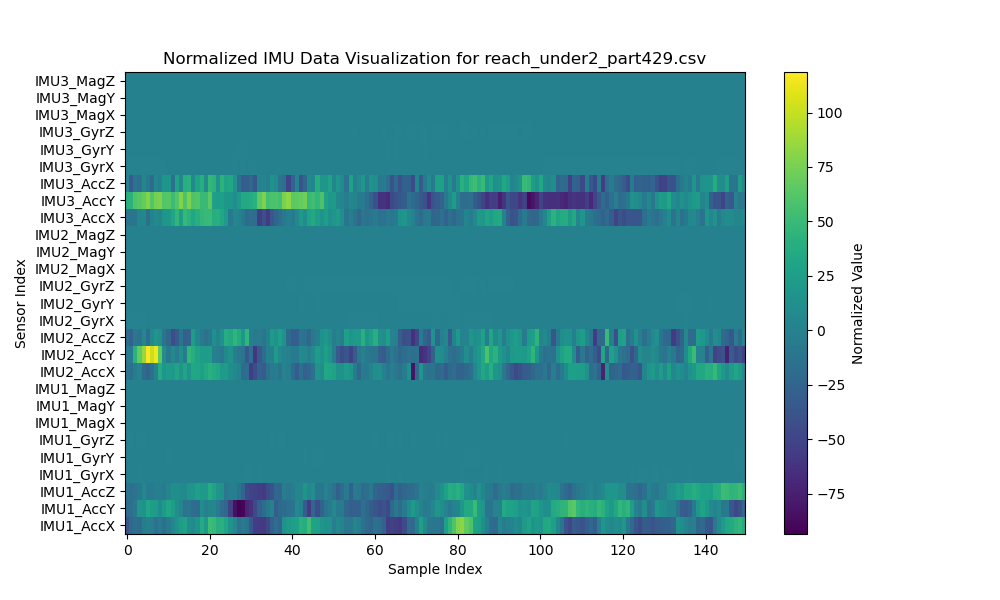 Normalized IMU Data Visualization for reach_under2_part429.csv
Sensor Index
IMU3_MagZ
IMU3_MagY
IMU3_MagX
IMU3_GyrZ
IMU3_GyrY
IMU3_GyrX
IMU3_AccZ
IMU3_AccY
IMU3_AccX
IMU2_MagZ
IMU2_MagY
IMU2_MagX
IMU2_GyrZ
IMU2_GyrY
IMU2_GyrX
IMU2_AccZ
IMU2_AccY
IMU2_AccX
IMU1_MagZ
IMU1_MagY
IMU1_MagX
IMU1_GyrZ
IMU1_GyrY
IMU1_GyrX
IMU1_AccZ
IMU1_AccY
IMU1_AccX
0 20 40 60 80 100 120 140
Sample Index
100
75
50
25
0
−25
−50
−75
Normalized Value